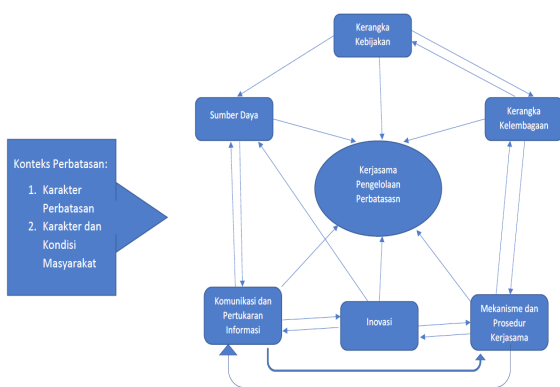 Kerangka
Kebijakan
Sumber Daya
Kerangka
Kelembagaan
Konteks Perbatasan:
1. Karakter
Perbatasan
2. Karakter dan
Kondisi
Masyarakat
Kerjasama
Pengelolaan
Perbatasasn
Komunikasi dan
Pertukaran
Informasi
Inovasi
Mekanisme dan
Prosedur
Kerjasama